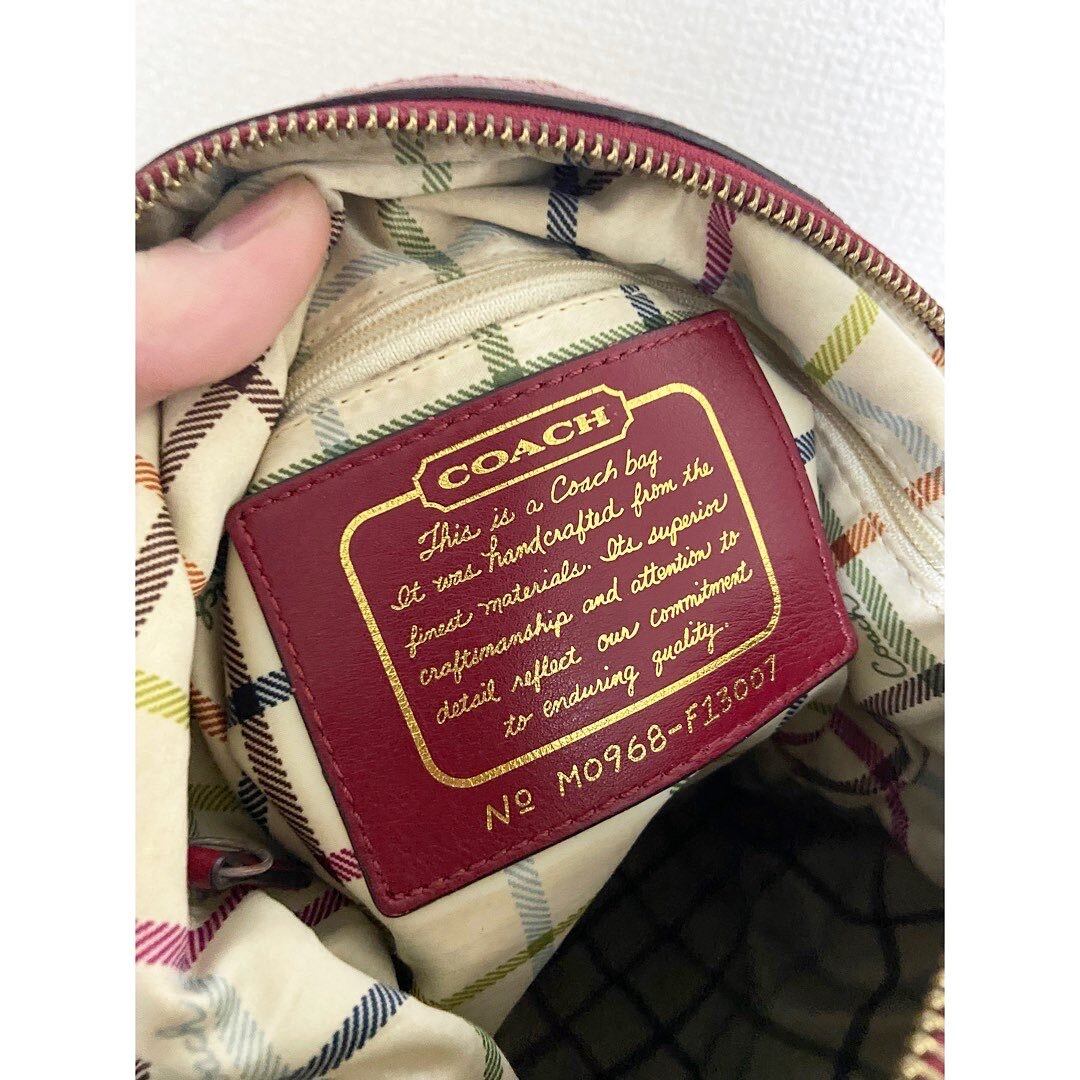 COACH
This is a Coach bag.
It was handcrafted from the
finest materials. Its superior
craftsmanship and attention to
detail reflect our commitment
to enduring quality.
No M0968-F13007
Coach